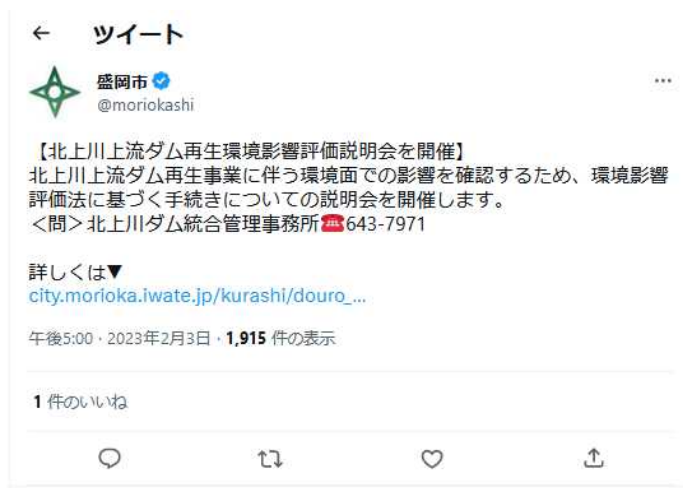 ← ツイート
盛岡市
@moriokashi
【北上川上流ダム再生環境影響評価説明会を開催】
北上川上流ダム再生事業に伴う環境面での影響を確認するため、環境影響
評価法に基づく手続きについての説明会を開催します。
＜問＞北上川ダム統合管理事務所☎643-7971
詳しくは▼
city.morioka.iwate.jp/kurashi/douro_...
午後5:00 · 2023年2月3日 · 1,915 件の表示
1 件のいいね